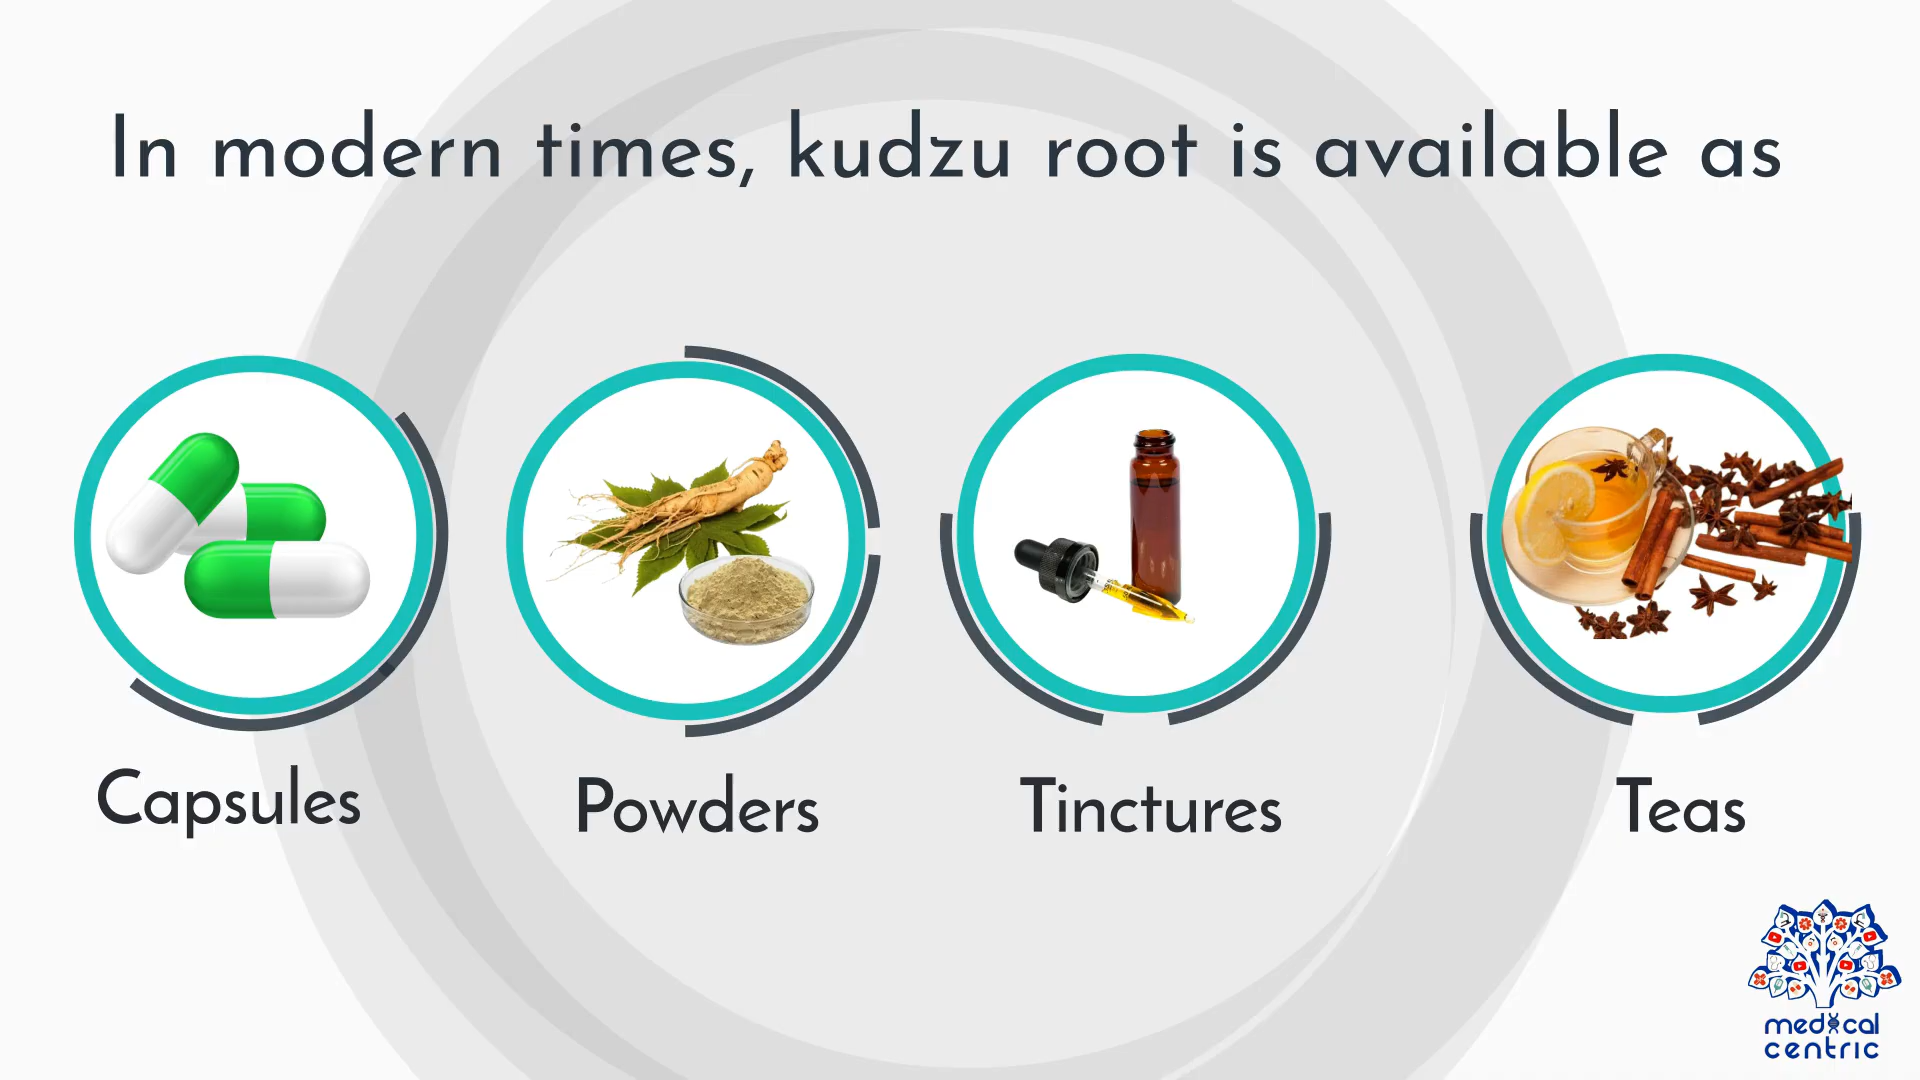 In modern times, kudzu root is available as
Capsules
Powders
Tinctures
Teas
medical
centric